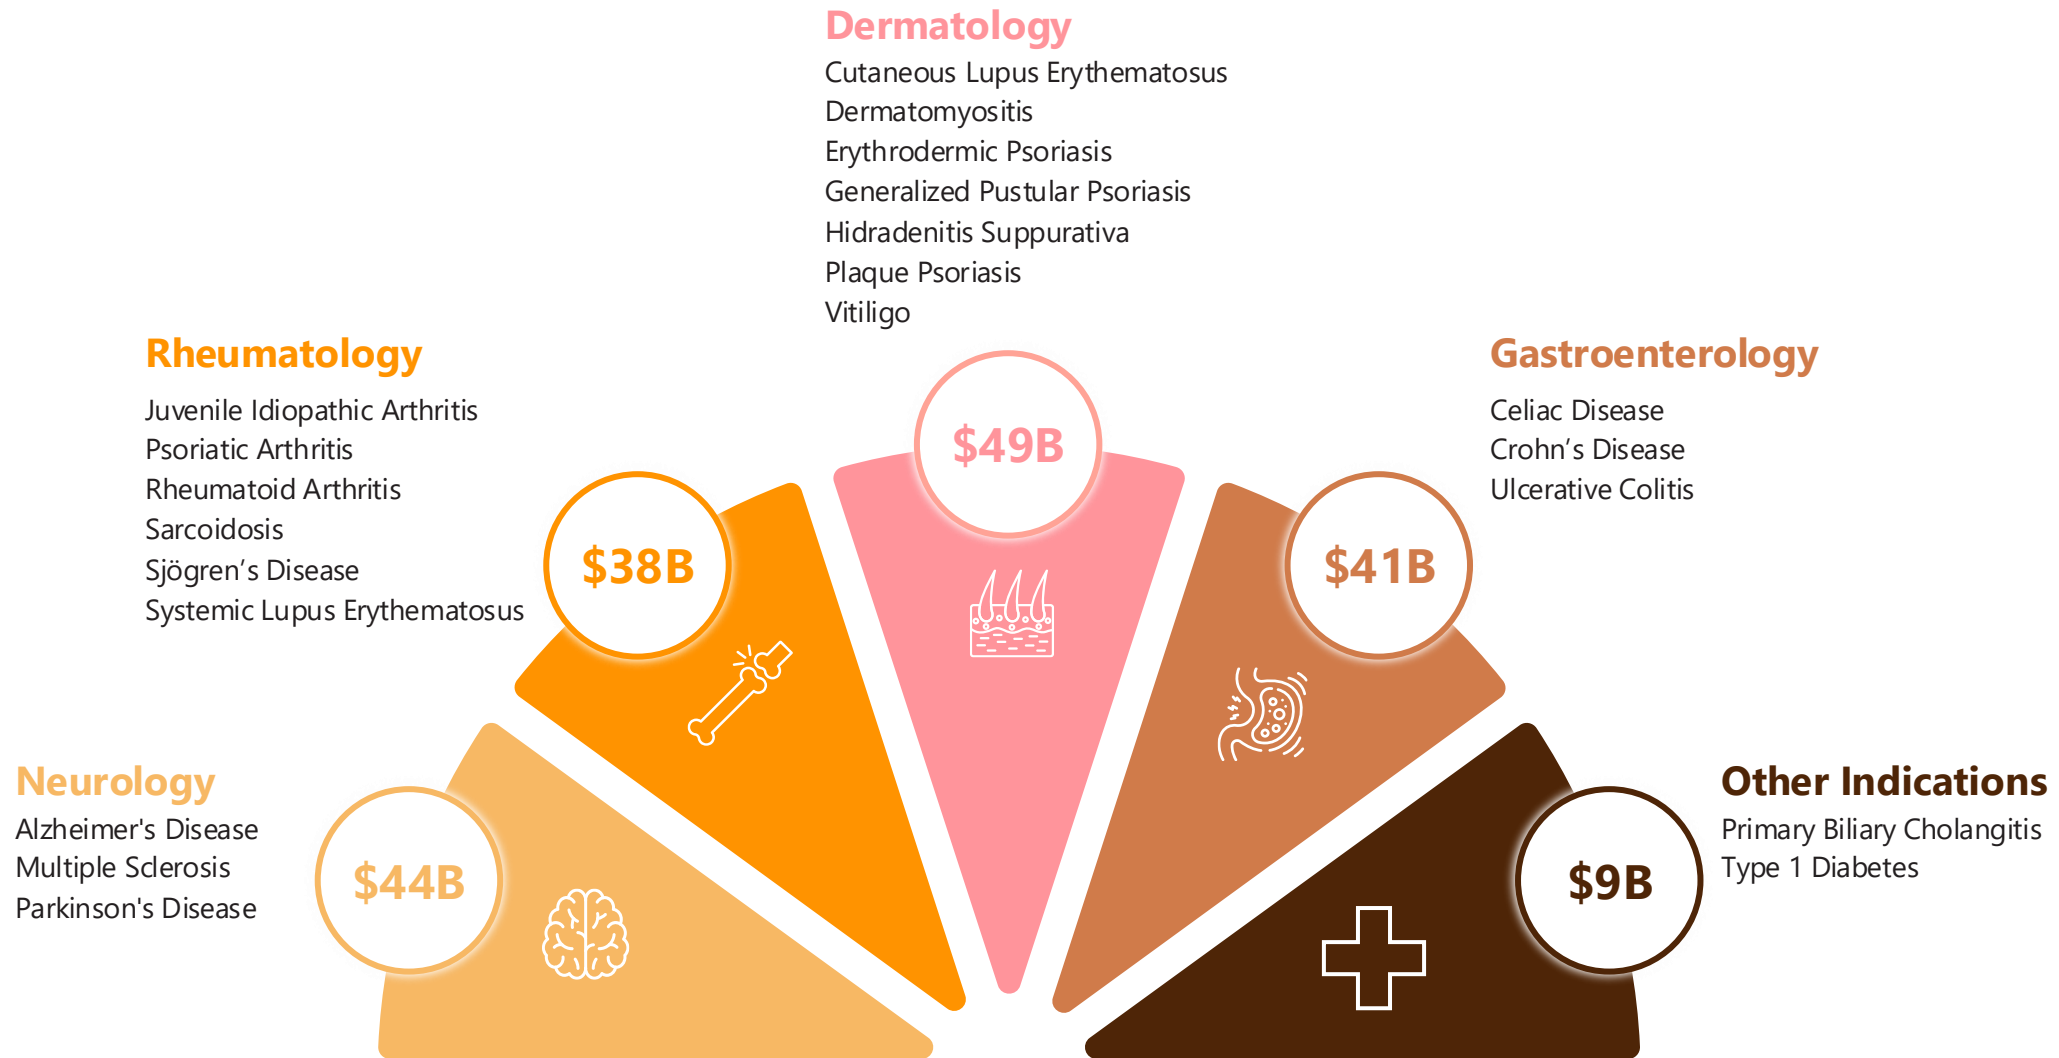 Dermatology
Cutaneous Lupus Erythematosus
Dermatomyositis
Erythrodermic Psoriasis
Generalized Pustular Psoriasis
Hidradenitis Suppurativa
Plaque Psoriasis
Vitiligo
$49B
Rheumatology
Juvenile Idiopathic Arthritis
Psoriatic Arthritis
Rheumatoid Arthritis
Sarcoidosis
Sjögren’s Disease
Systemic Lupus Erythematosus
$38B
Gastroenterology
Celiac Disease
Crohn’s Disease
Ulcerative Colitis
$41B
Neurology
Alzheimer's Disease
Multiple Sclerosis
Parkinson's Disease
$44B
Other Indications
Primary Biliary Cholangitis
Type 1 Diabetes
$9B